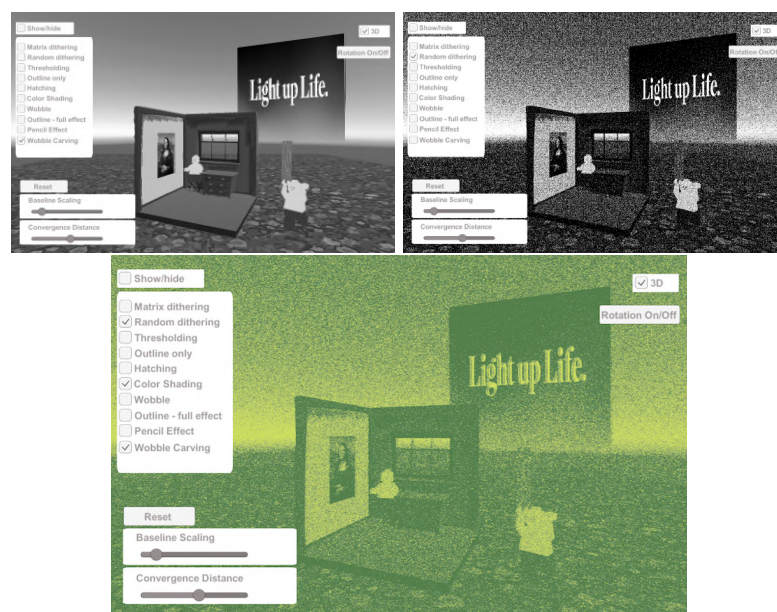 Show/hide
3D
Matrix dithering
Rotation On/Off
Random dithering
Thresholding
Outline only
Hatching
Color Shading
Wobble
Outline - full effect
Pencil Effect
Wobble Carving
Light up Life.
Reset
Baseline Scaling
Convergence Distance
Show/hide
3D
Matrix dithering
Rotation On/Off
Random dithering
Thresholding
Outline only
Hatching
Color Shading
Wobble
Outline - full effect
Pencil Effect
Wobble Carving
Light up Life.
Reset
Baseline Scaling
Convergence Distance
Show/hide
3D
Matrix dithering
Rotation On/Off
Random dithering
Thresholding
Outline only
Hatching
Color Shading
Wobble
Outline - full effect
Pencil Effect
Wobble Carving
Light up Life.
Reset
Baseline Scaling
Convergence Distance